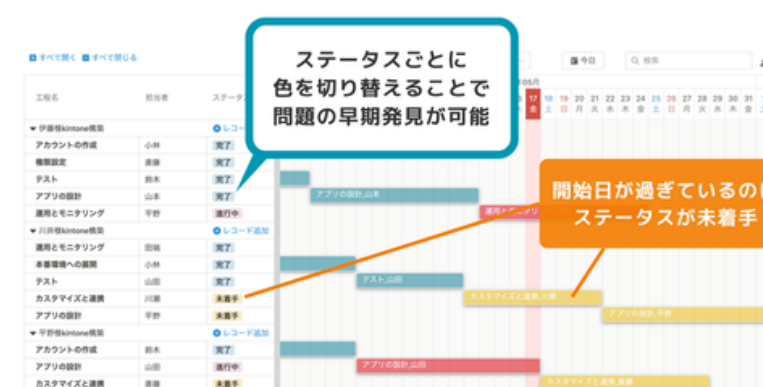 ステータスごとに
色を切り替えることで
問題の早期発見が可能
すべて開く すべて閉じる
今日 検索
工程名 担当者 ステータス
年05月
17 18 19 20 21 22 23 24 25 26 27 28 29 30 31
金 土 日 月 火 水 木 金 土 日 月 火 水 木 金
伊藤様kintone構築 レコー
アカウントの作成 小林 完了
権限設定 斎藤 完了
テスト 鈴木 完了
アプリの設計 山本 完了
アプリの設計,山本
運用とモニタリング 平野 進行中
運用とモニタリ
開始日が過ぎているのに
ステータスが未着手
川井様kintone構築 レコード追加
運用とモニタリング 完了
本番環境への展開 小林 完了
テスト 山田 完了
テスト,山田
カスタマイズと連携 川瀬 未着手
カスタマイズと連携,川瀬
アプリの設計 平野 未着手
アプリの設計,平野
平野様kintone構築 レコード追加
アカウントの作成 鈴木 完了
アプリの設計 山田 進行中
アプリの設計,山田
カスタマイズと連携 斎藤 未着手
カスタマイズと連携,斎藤